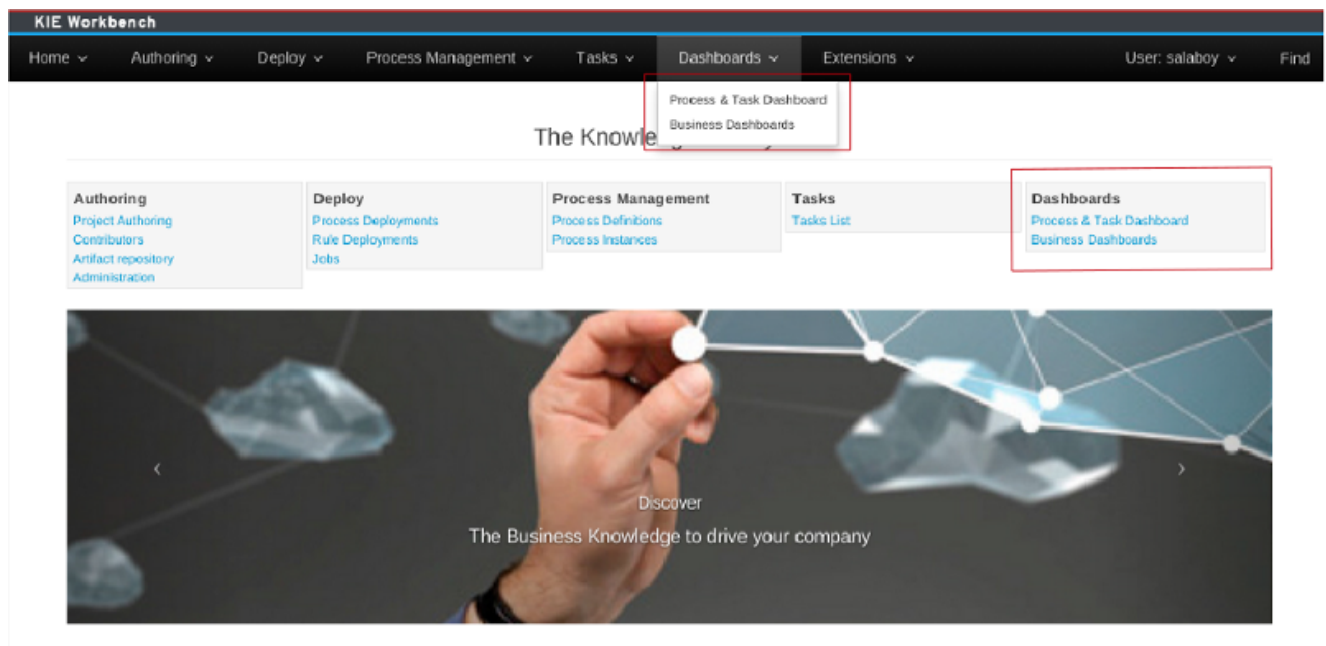 KIE Workbench
Home Authoring Deploy Process Management Tasks Dashboards Extensions User: salaboy Find
Process & Task Dashboard
Business Dashboards
The Knowle
Authoring Deploy Process Management Tasks Dashboards
Project Authoring Process Deployments Process Definitions Tasks List Process & Task Dashboard
Contributors Rule Deployments Process Instances Business Dashboards
Artifact repository Jobs
Administration
Discover
The Business Knowledge to drive your company